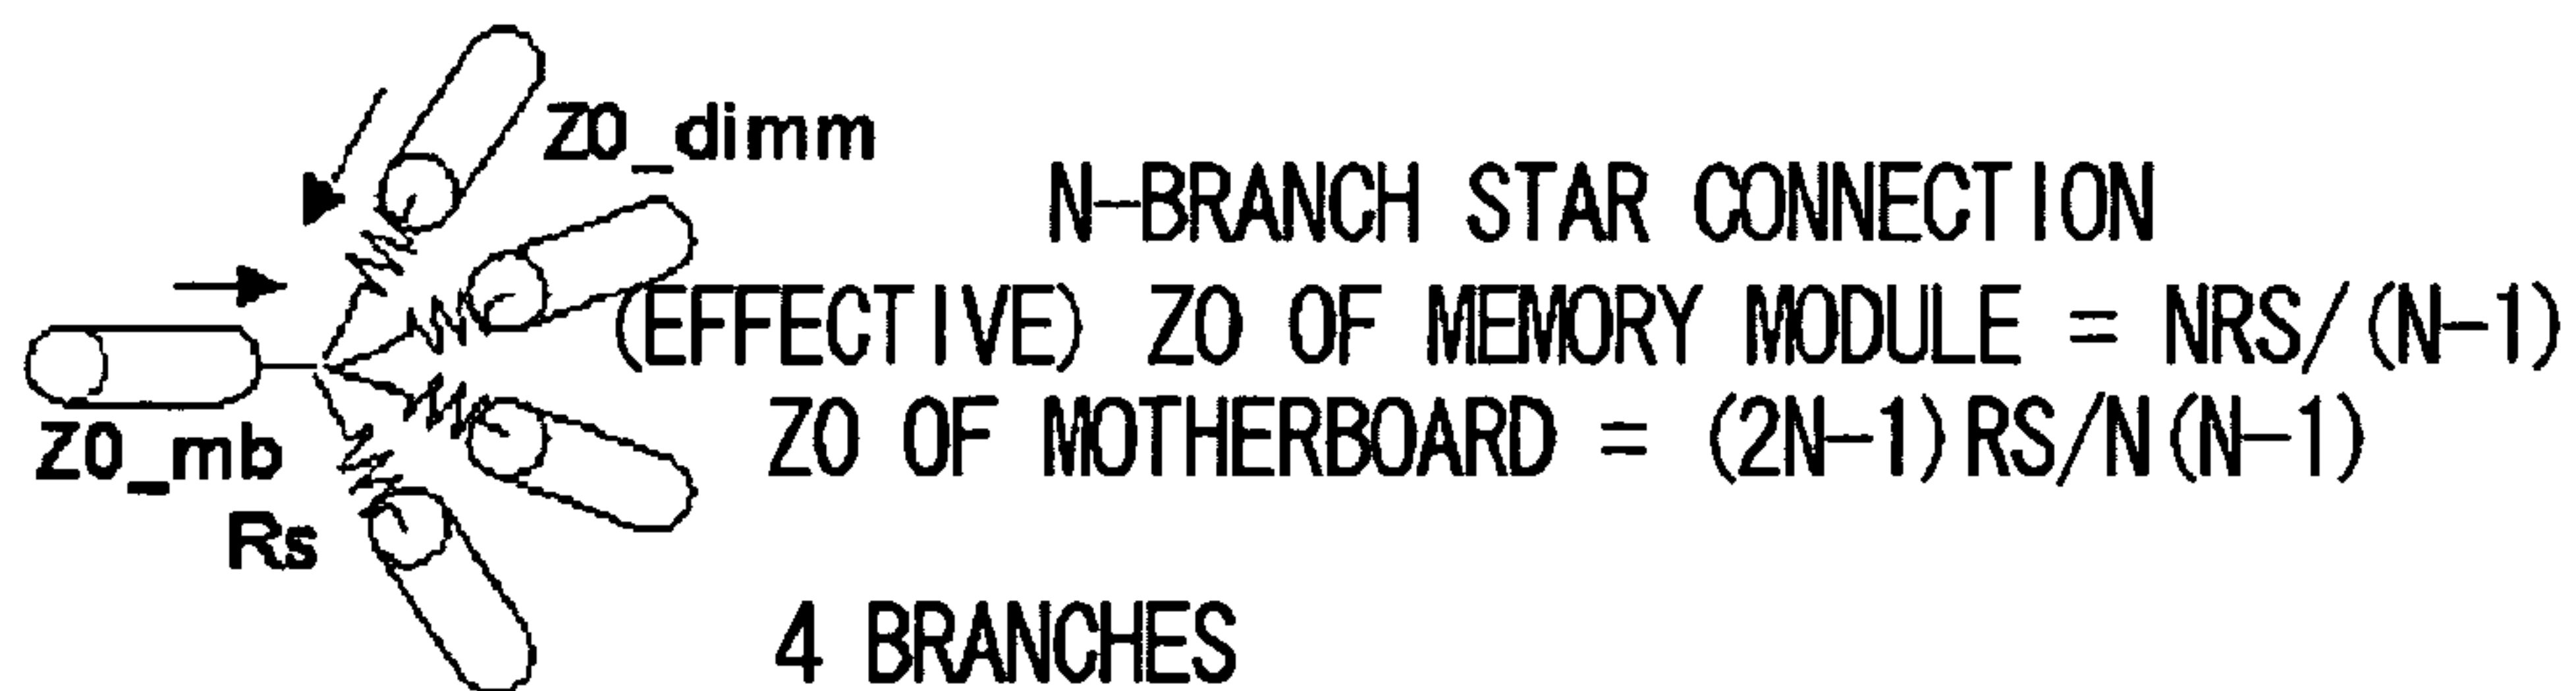 Z0_dimm
N-BRANCH STAR CONNECTION
(EFFECTIVE) Z0 OF MEMORY MODULE = NRS/(N-1)
Z0_mb
Z0 OF MOTHERBOARD = (2N-1)RS/N(N-1)
Rs
4 BRANCHES